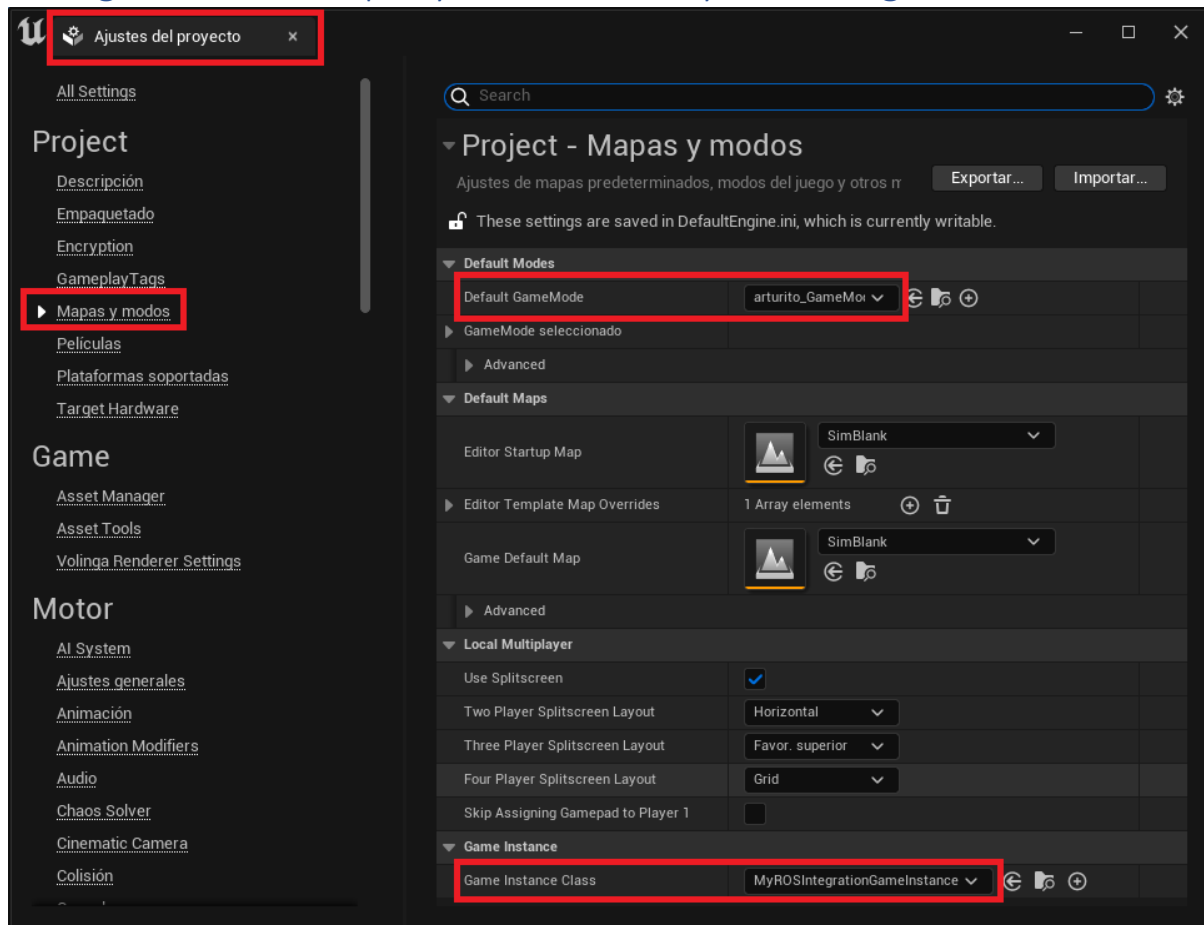 Ajustes del proyecto
All Settings
Project
Descripción
Empaquetado
Encryption
GameplayTags
Mapas y modos
Películas
Plataformas soportadas
Target Hardware
Game
Asset Manager
Asset Tools
Volinga Renderer Settings
Motor
AI System
Ajustes generales
Animación
Animation Modifiers
Audio
Chaos Solver
Cinematic Camera
Colisión
Search
Project - Mapas y modos
Ajustes de mapas predeterminados, modos del juego y otros m
Exportar... Importar...
These settings are saved in DefaultEngine.ini, which is currently writable.
Default Modes
Default GameMode arturito_GameMo
GameMode seleccionado
Advanced
Default Maps
Editor Startup Map SimBlank
Editor Template Map Overrides 1 Array elements
Game Default Map SimBlank
Advanced
Local Multiplayer
Use Splitscreen
Two Player Splitscreen Layout Horizontal
Three Player Splitscreen Layout Favor. superior
Four Player Splitscreen Layout Grid
Skip Assigning Gamepad to Player 1
Game Instance
Game Instance Class MyROSIntegrationGameInstance